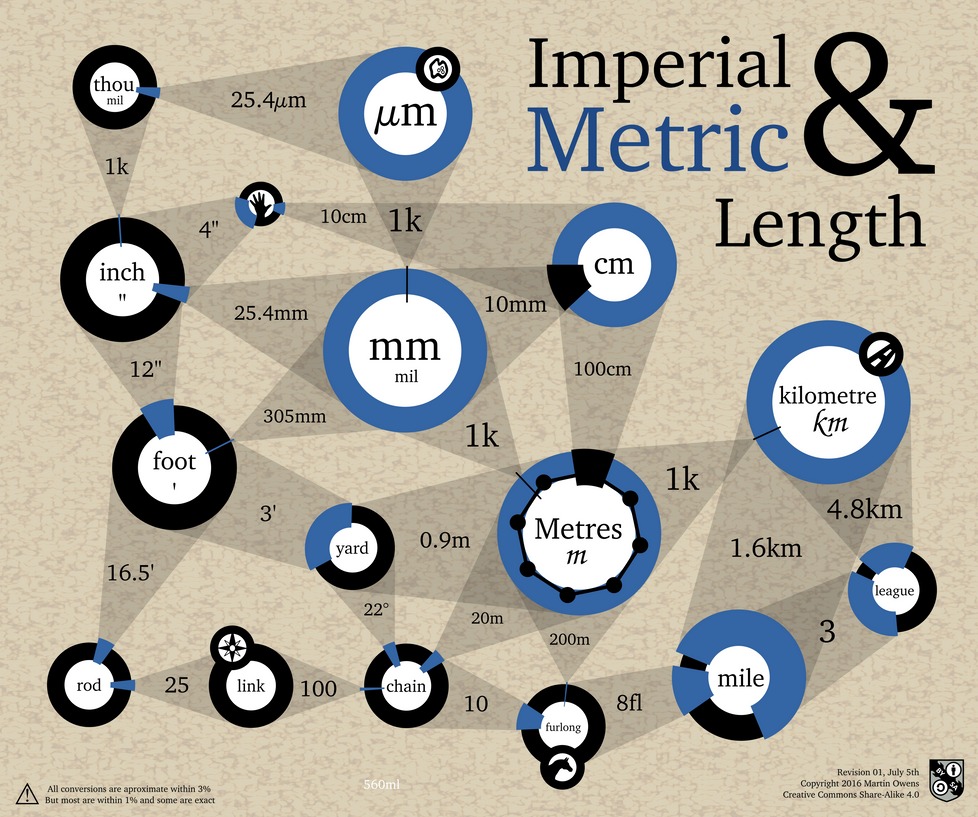 Imperial
&
Metric
Length
thou
mil
25.4μm
μm
1k
4"
10cm
1k
cm
inch
"
25.4mm
10mm
mm
mil
12"
100cm
305mm
kilometre
km
1k
foot
'
1k
4.8km
3'
yard
0.9m
Metres
m
1.6km
16.5'
league
22°
20m
200m
3
rod
25
link
100
chain
10
furlong
8fl
mile
560ml
All conversions are aproximate within 3%
But most are within 1% and some are exact
Revision 01, July 5th
Copyright 2016 Martin Owens
Creative Commons Share-Alike 4.0